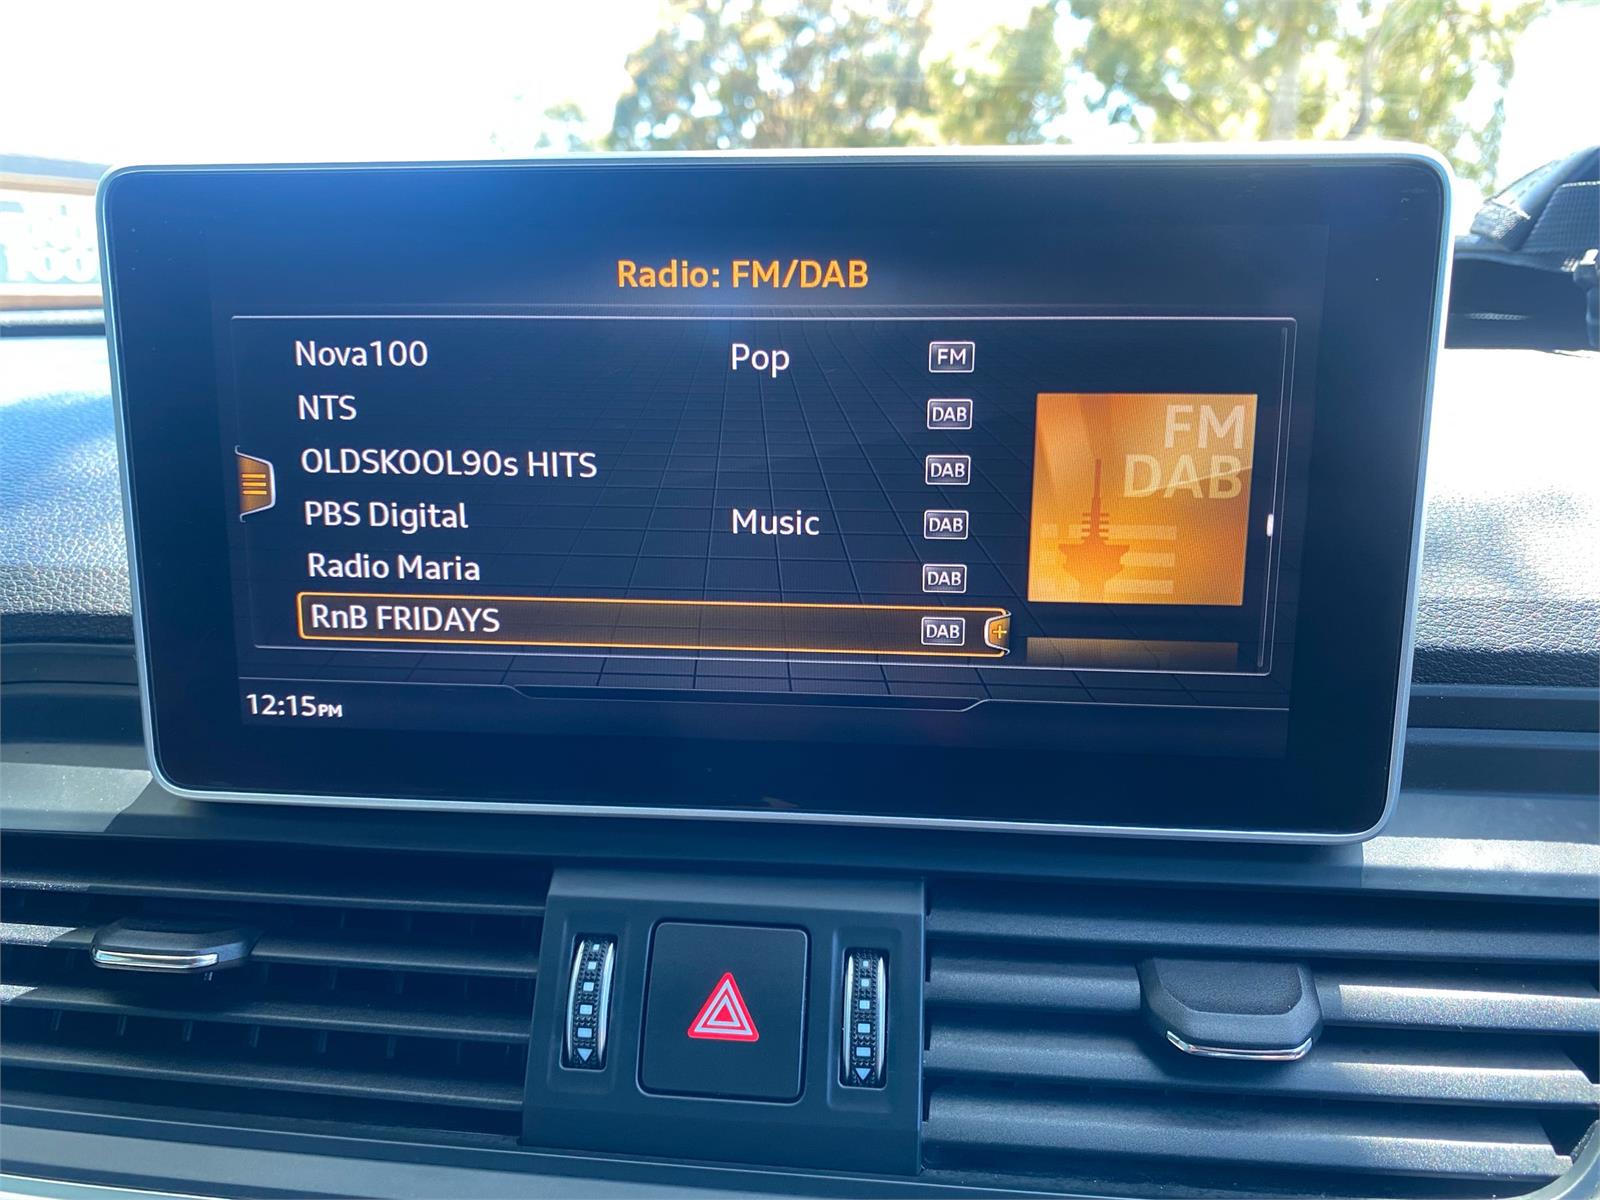 Radio: FM/DAB
Nova100 Pop FM
NTS DAB
OLDSKOOL90s HITS DAB
PBS Digital Music DAB
Radio Maria DAB
RnB FRIDAYS DAB +
FM
DAB
12:15PM